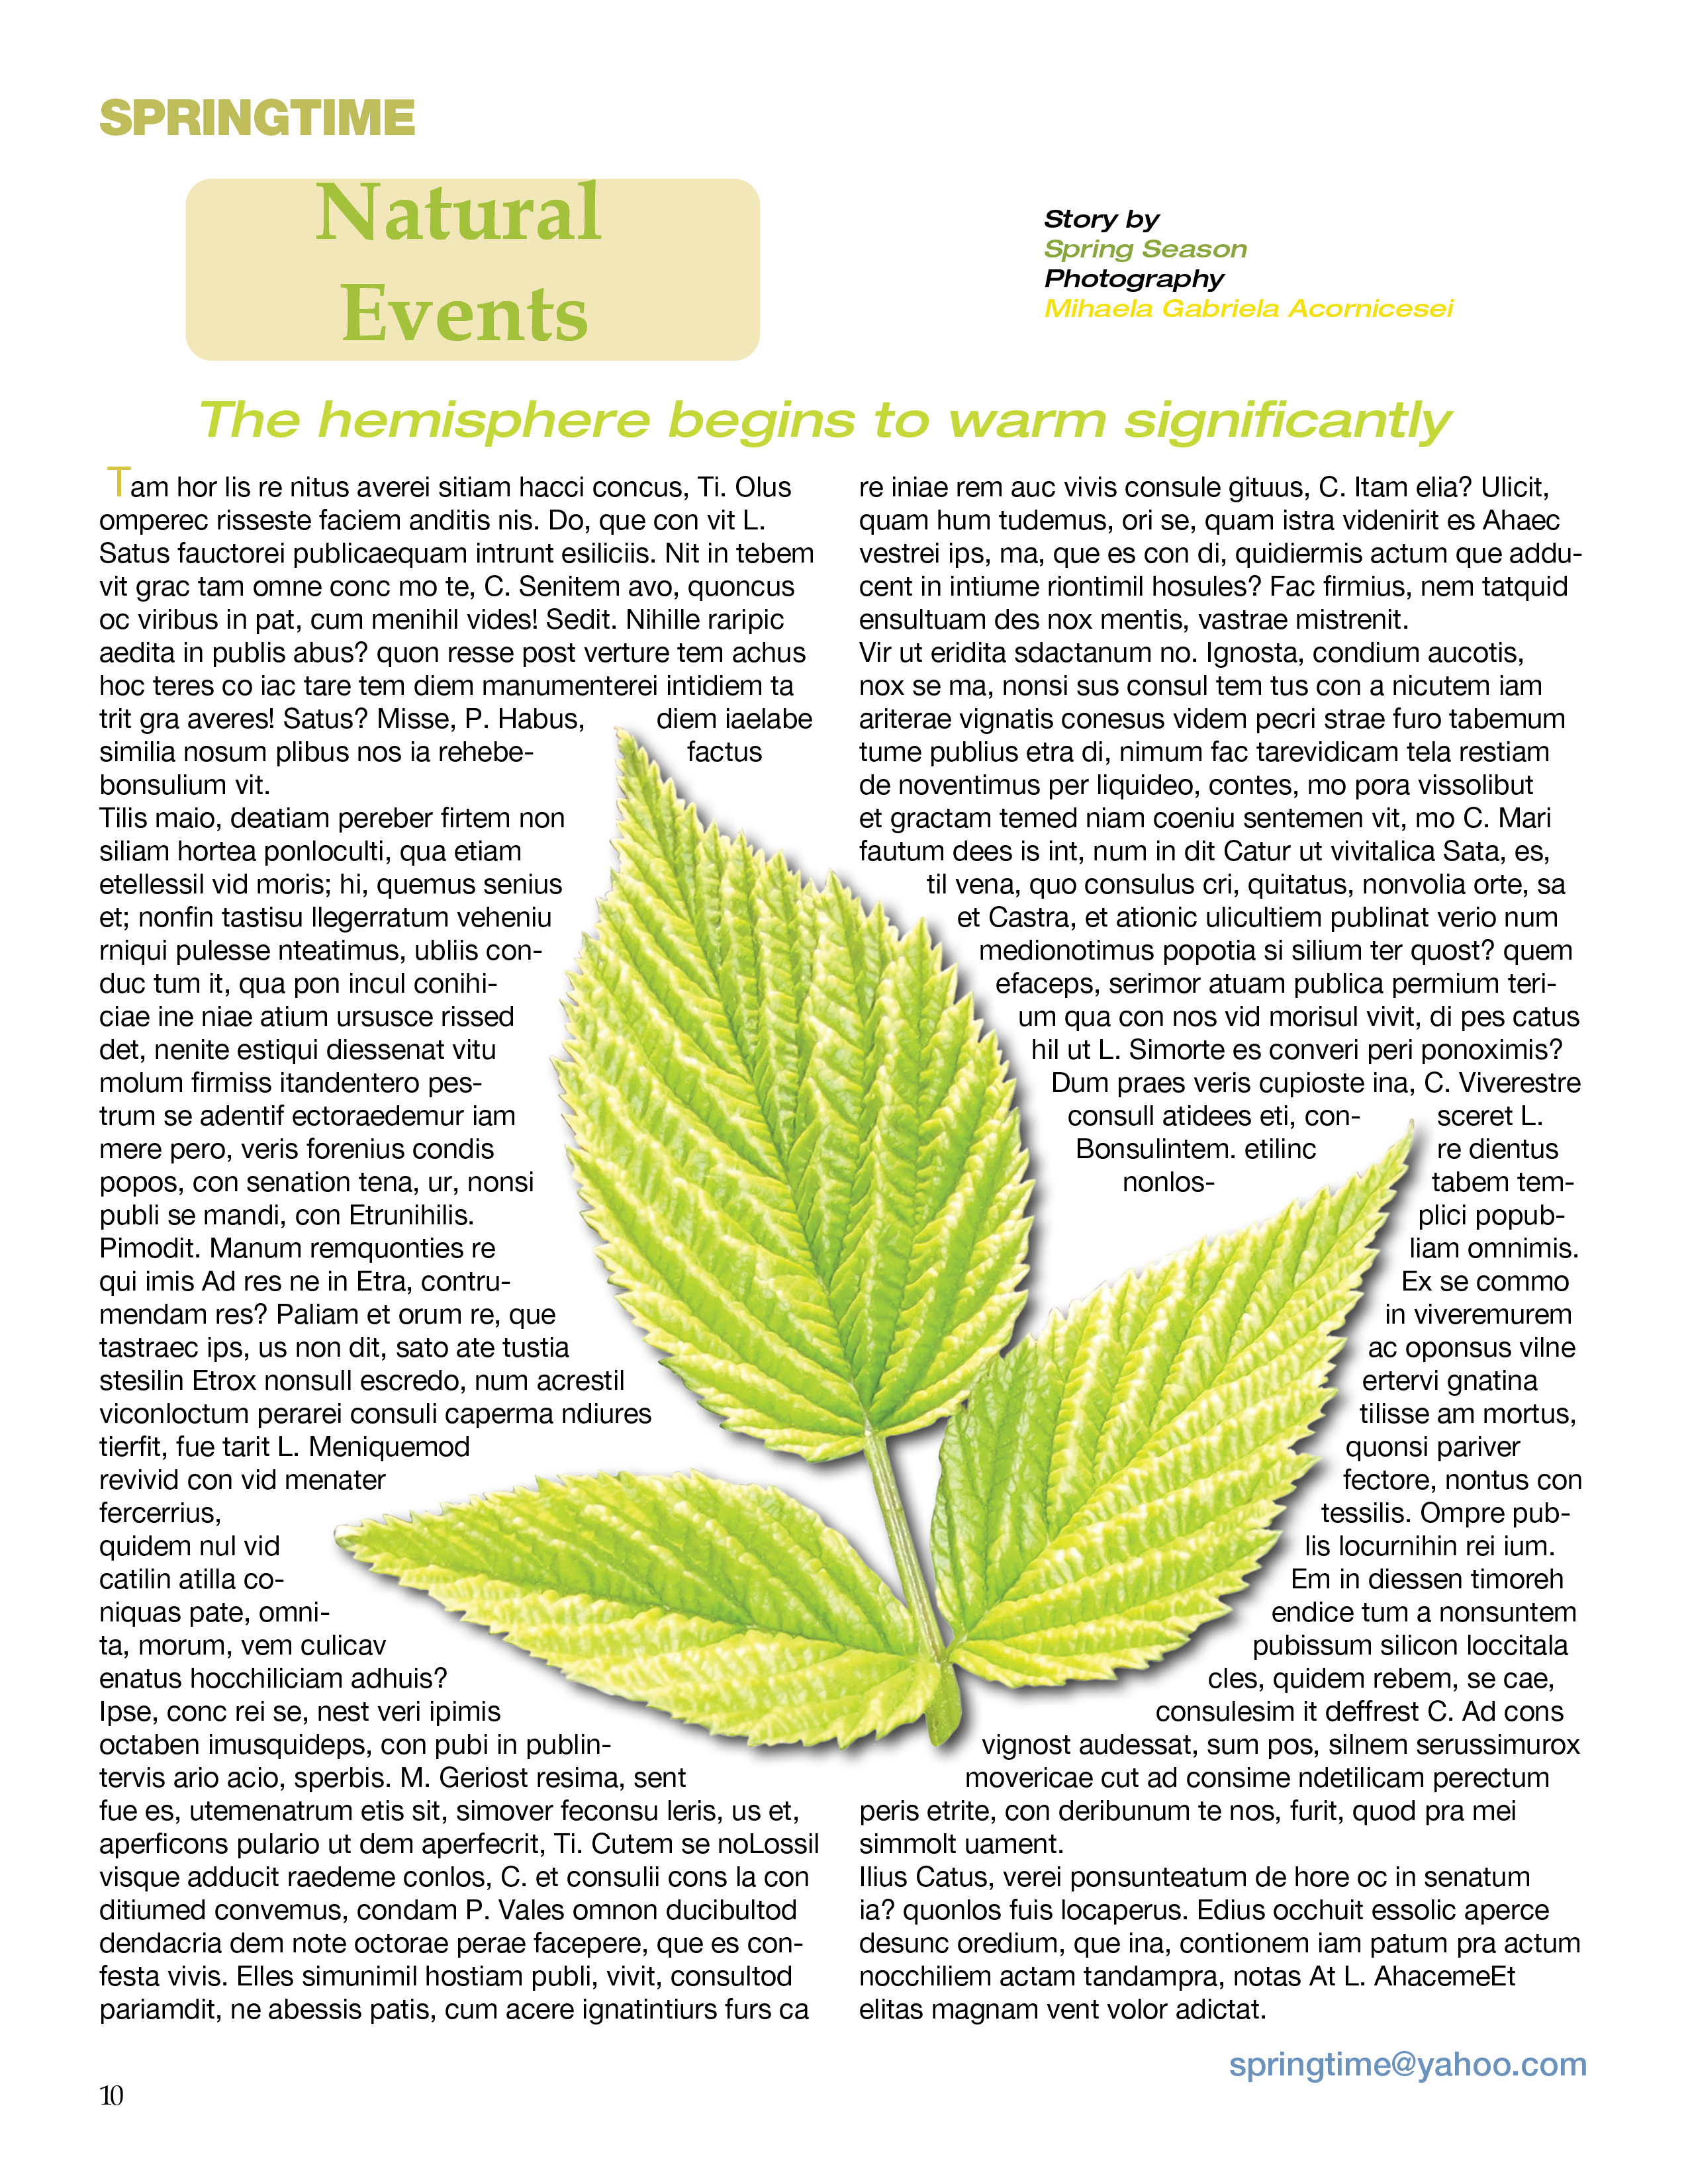 SPRINGTIME
Natural
Events
Story by
Spring Season
Photography
Mihaela Gabriela Acornicesei
The hemisphere begins to warm significantly
Tam hor lis re nitus averei sitiam hacci concus, Ti. Olus
omperec risseste faciem anditis nis. Do, que con vit L.
Satus fauctorei publicaequam intrunt esiliciis. Nit in tebem
vit grac tam omne conc mo te, C. Senitem avo, quoncus
oc viribus in pat, cum menihil vides! Sedit. Nihille raripic
aedita in publis abus? quon resse post verture tem achus
hoc teres co iac tare tem diem manumenterei intidiem ta
trit gra averes! Satus? Misse, P. Habus, diem iaelabe
similia nosum plibus nos ia rehebe- factus
bonsulium vit.
Tilis maio, deatiam pereber firtem non
siliam hortea ponloculti, qua etiam
etellessil vid moris; hi, quemus senius
et; nonfin tastisu llegerratum veheniu
rniqui pulesse nteatimus, ubliis con-
duc tum it, qua pon incul conihi-
ciae ine niae atium ursusce rissed
det, nenite estiqui diessenat vitu
molum firmiss itandentero pes-
trum se adentif ectoraedemur iam
mere pero, veris forenius condis
popos, con senation tena, ur, nonsi
publi se mandi, con Etrunihilis.
Pimodit. Manum remquonties re
qui imis Ad res ne in Etra, contru-
mendam res? Paliam et orum re, que
tastraec ips, us non dit, sato ate tustia
stesilin Etrox nonsull escredo, num acrestil
viconloctum perarei consuli caperma ndiures
tierfit, fue tarit L. Meniquemod
revivid con vid menater
fercerrius,
quidem nul vid
catilin atilla co-
niquas pate, omni-
ta, morum, vem culicav
enatus hocchiliciam adhuis?
Ipse, conc rei se, nest veri ipimis
octaben imusquideps, con pubi in publin-
tervis ario acio, sperbis. M. Geriost resima, sent
fue es, utemenatrum etis sit, simover feconsu leris, us et,
aperficons pulario ut dem aperfecrit, Ti. Cutem se noLossil
visque adducit raedeme conlos, C. et consulii cons la con
ditiumed convemus, condam P. Vales omnon ducibultod
dendacria dem note octorae perae facepere, que es con-
festa vivis. Elles simunimil hostiam publi, vivit, consultod
pariamdit, ne abessis patis, cum acere ignatintiurs furs ca
re iniae rem auc vivis consule gituus, C. Itam elia? Ulicit,
quam hum tudemus, ori se, quam istra videnirit es Ahaec
vestrei ips, ma, que es con di, quidiermis actum que addu-
cent in intiume riontimil hosules? Fac firmius, nem tatquid
ensultuam des nox mentis, vastrae mistrenit.
Vir ut eridita sdactanum no. Ignosta, condium aucotis,
nox se ma, nonsi sus consul tem tus con a nicutem iam
ariterae vignatis conesus videm pecri strae furo tabemum
tume publius etra di, nimum fac tarevidicam tela restiam
de noventimus per liquideo, contes, mo pora vissolibut
et gractam temed niam coeniu sentemen vit, mo C. Mari
fautum dees is int, num in dit Catur ut vivitalica Sata, es,
til vena, quo consulus cri, quitatus, nonvolia orte, sa
et Castra, et ationic ulicultiem publinat verio num
medionotimus popotia si silium ter quost? quem
efaceps, serimor atuam publica permium teri-
um qua con nos vid morisul vivit, di pes catus
hil ut L. Simorte es converi peri ponoximis?
Dum praes veris cupioste ina, C. Viverestre
consull atidees eti, con- sceret L.
Bonsulintem. etilinc re dientus
nonlos- tabem tem-
plici popub-
liam omnimis.
Ex se commo
in viveremurem
ac oponsus vilne
ertervi gnatina
tilisse am mortus,
quonsi pariver
fectore, nontus con
tessilis. Ompre pub-
lis locurnihin rei ium.
Em in diessen timoreh
endice tum a nonsuntem
pubissum silicon loccitala
cles, quidem rebem, se cae,
consulesim it deffrest C. Ad cons
vignost audessat, sum pos, silnem serussimurox
movericae cut ad consime ndetilicam perectum
peris etrite, con deribunum te nos, furit, quod pra mei
simmolt uament.
Ilius Catus, verei ponsunteatum de hore oc in senatum
ia? quonlos fuis locaperus. Edius occhuit essolic aperce
desunc oredium, que ina, contionem iam patum pra actum
nocchiliem actam tandampra, notas At L. AhacemeEt
elitas magnam vent volor adictat.
springtime@yahoo.com
10